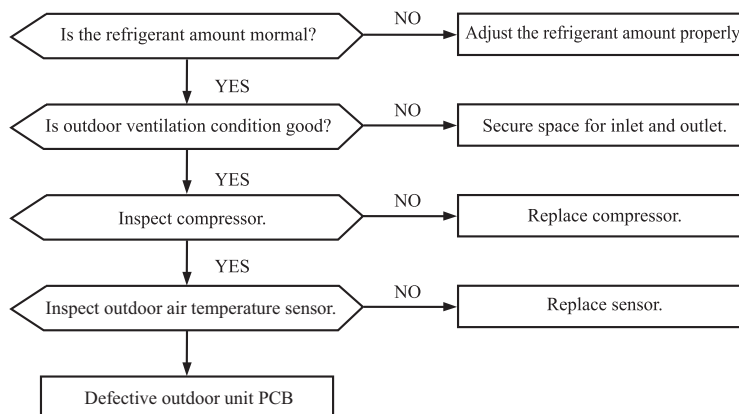 Is the refrigerant amount mormal?
NO
Adjust the refrigerant amount properly
YES
Is outdoor ventilation condition good?
NO
Secure space for inlet and outlet.
YES
Inspect compressor.
NO
Replace compressor.
YES
Inspect outdoor air temperature sensor.
NO
Replace sensor.
Defective outdoor unit PCB